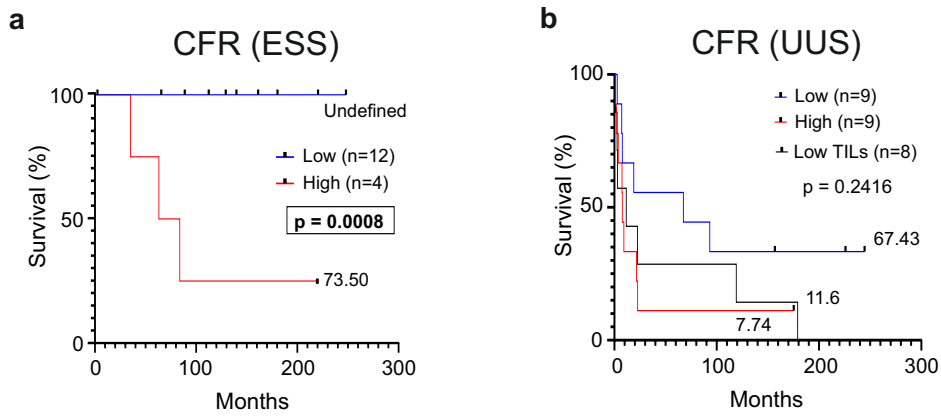 a
CFR (ESS)
Survival (%)
100
50
0
Undefined
Low (n=12)
High (n=4)
p = 0.0008
73.50
0
100
200
300
Months
b
CFR (UUS)
Survival (%)
100
50
0
Low (n=9)
High (n=9)
Low TILs (n=8)
p = 0.2416
67.43
11.6
7.74
0
100
200
300
Months